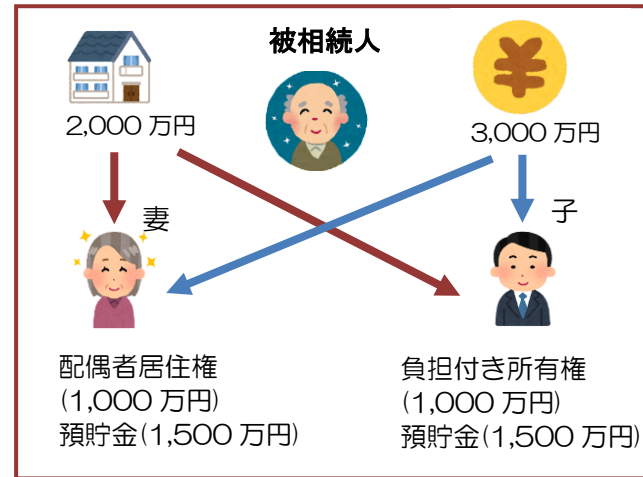 被相続人
2,000 万円
3,000 万円
妻
子
配偶者居住権
(1,000 万円)
預貯金(1,500 万円)
負担付き所有権
(1,000 万円)
預貯金(1,500 万円)